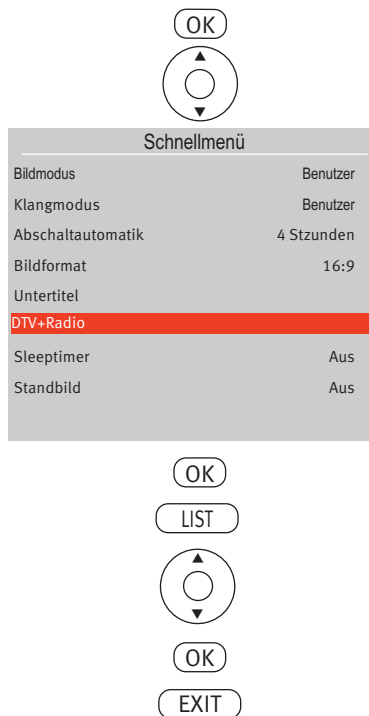 OK
Schnellmenü
Bildmodus Benutzer
Klangmodus Benutzer
Abschaltautomatik 4 Stzunden
Bildformat 16:9
Untertitel
DTV+Radio
Sleeptimer Aus
Standbild Aus
OK
LIST
OK
EXIT